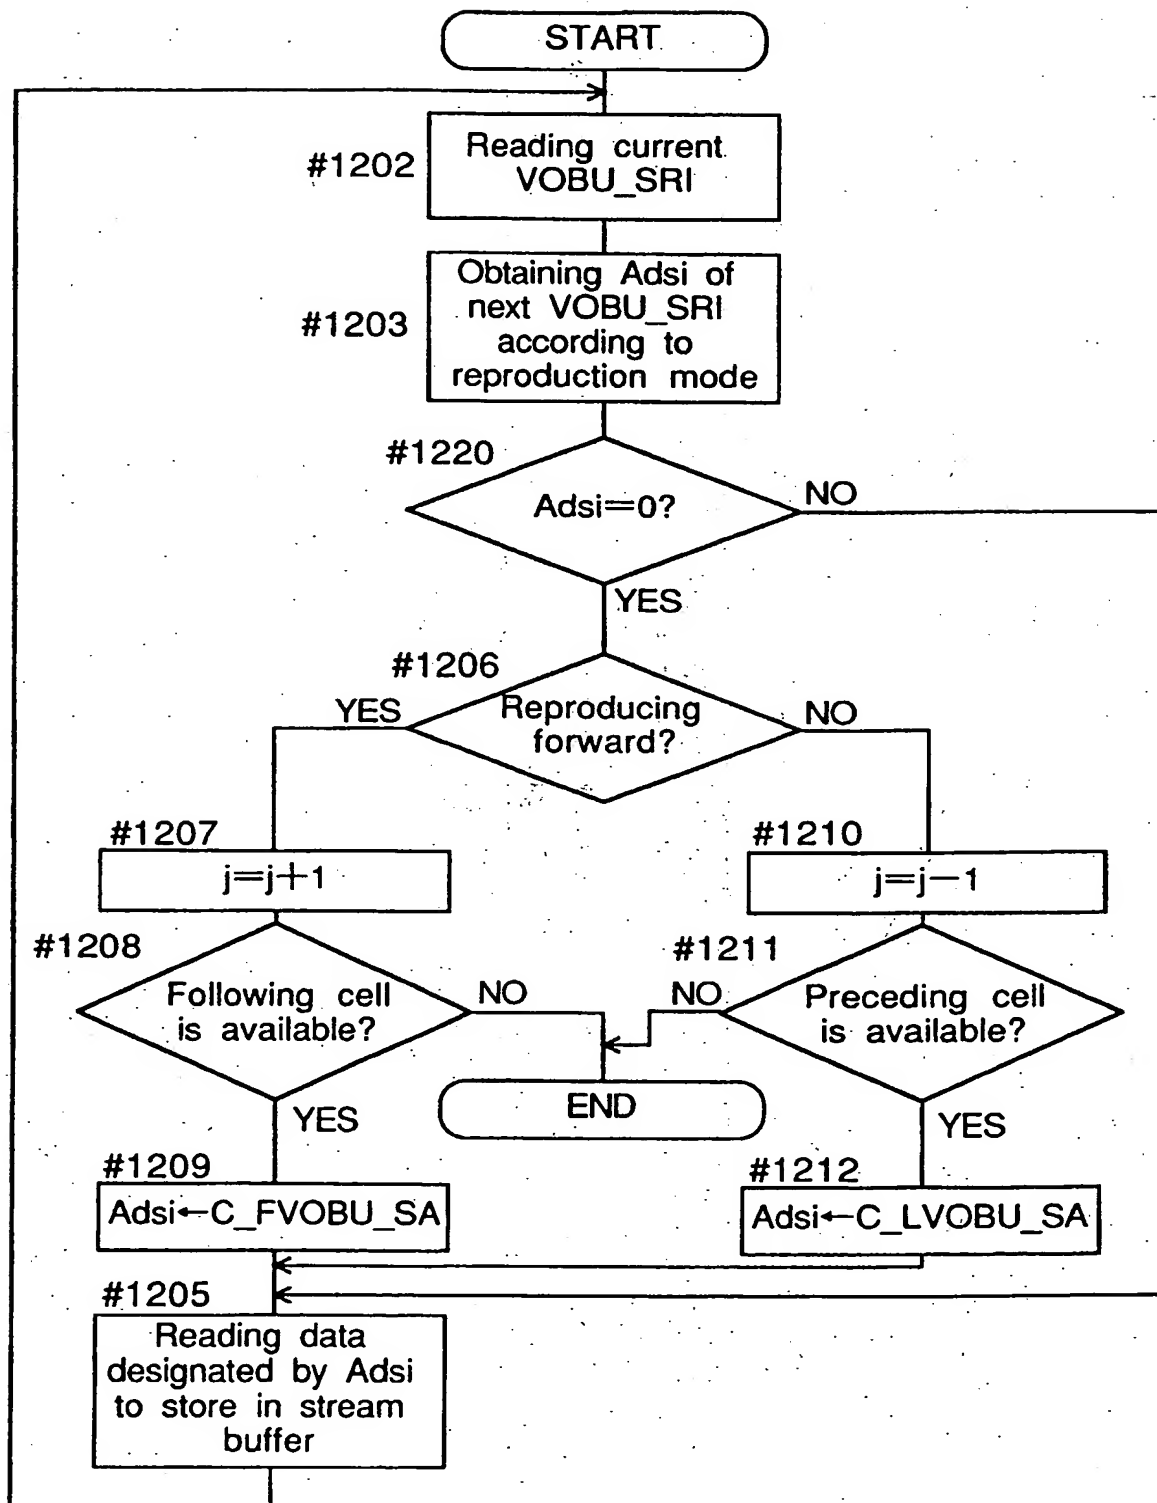 START
#1202
Reading current
VOBU_SRI
#1203
Obtaining Adsi of
next VOBU_SRI
according to
reproduction mode
#1220
Adsi=0?
NO
YES
#1206
YES
Reproducing
forward?
NO
#1207
j=j+1
#1210
j=j-1
#1208
Following cell
is available?
NO
#1211
NO
Preceding cell
is available?
END
YES
YES
#1209
Adsi←C_FVOBU_SA
#1212
Adsi←C_LVOBU_SA
#1205
Reading data
designated by Adsi
to store in stream
buffer